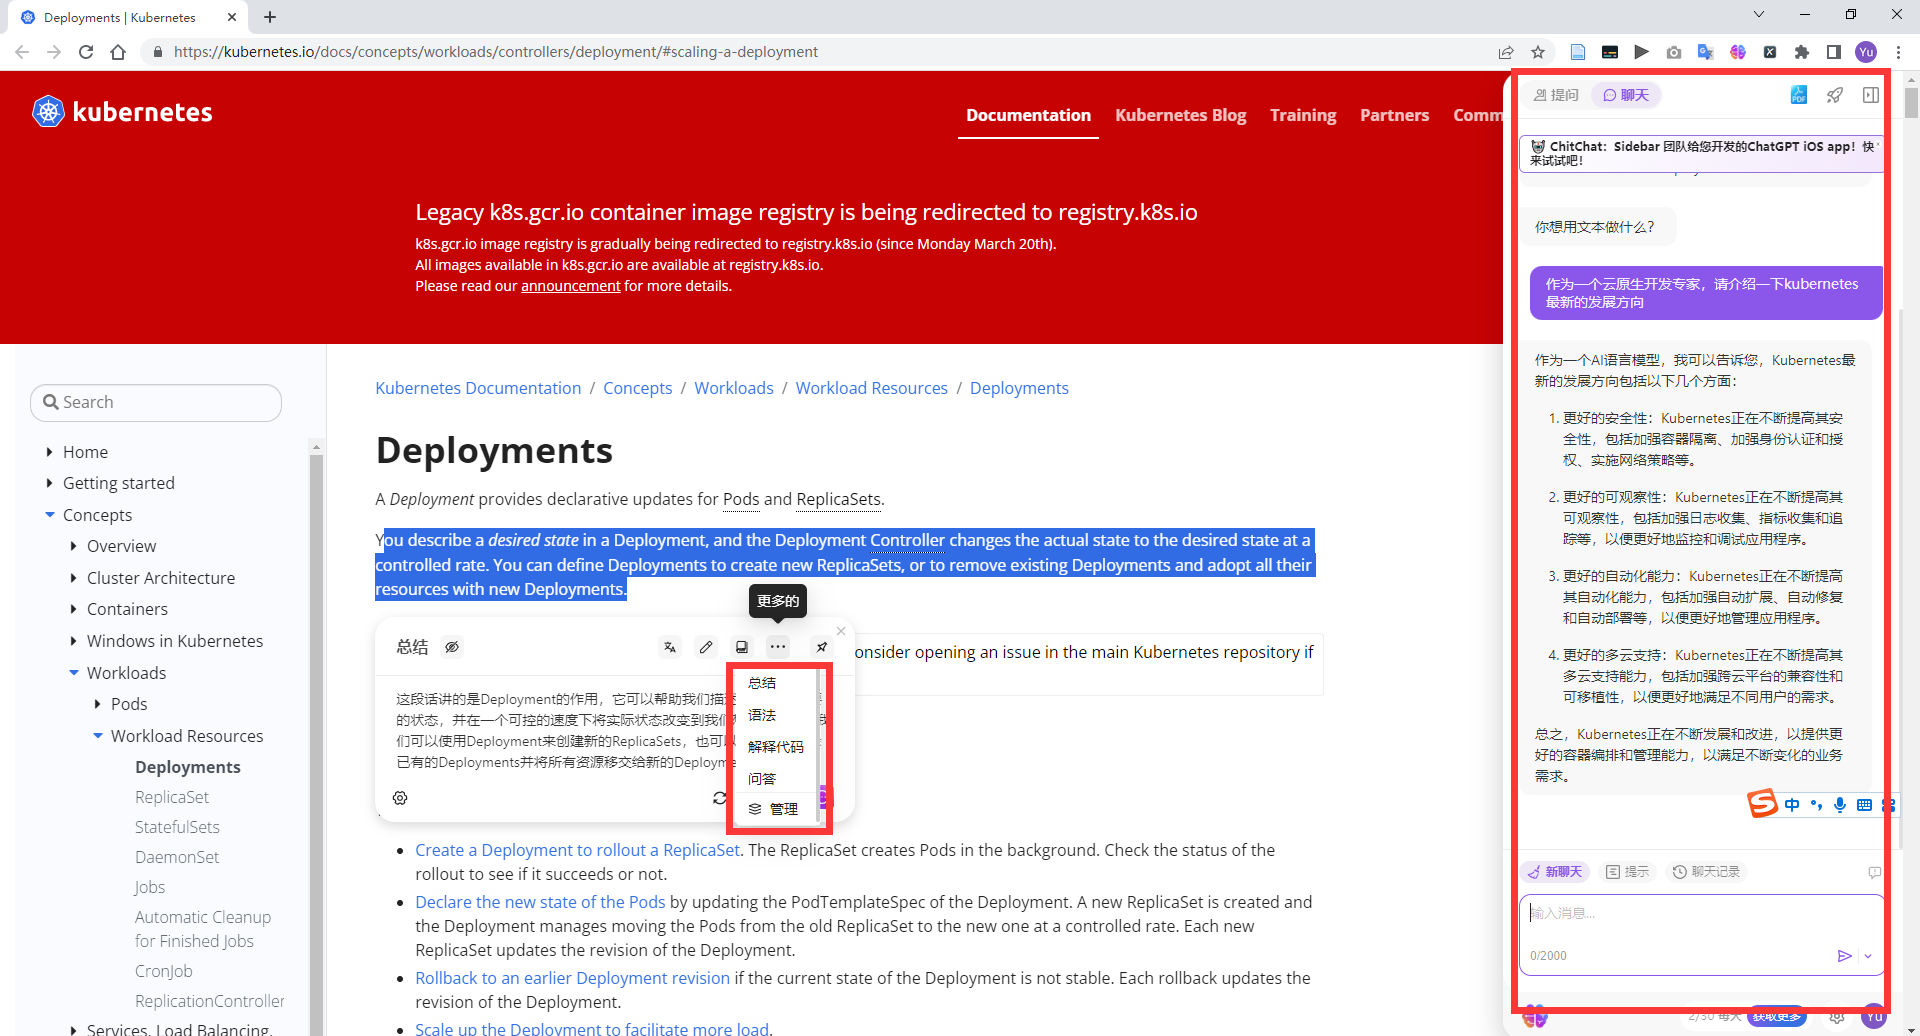 Deployments | Kubernetes
https://kubernetes.io/docs/concepts/workloads/controllers/deployment/#scaling-a-deployment
Yu
kubernetes
Documentation
Kubernetes Blog
Training
Partners
Comm
Legacy k8s.gcr.io container image registry is being redirected to registry.k8s.io
k8s.gcr.io image registry is gradually being redirected to registry.k8s.io (since Monday March 20th).
All images available in k8s.gcr.io are available at registry.k8s.io.
Please read our announcement for more details.
Search
Home
Getting started
Concepts
Overview
Cluster Architecture
Containers
Windows in Kubernetes
Workloads
Pods
Workload Resources
Deployments
ReplicaSet
StatefulSets
DaemonSet
Jobs
Automatic Cleanup
for Finished Jobs
CronJob
ReplicationController
Services, Load Balancing,
Kubernetes Documentation / Concepts / Workloads / Workload Resources / Deployments
Deployments
A Deployment provides declarative updates for Pods and ReplicaSets.
You describe a desired state in a Deployment, and the Deployment Controller changes the actual state to the desired state at a
controlled rate. You can define Deployments to create new ReplicaSets, or to remove existing Deployments and adopt all their
resources with new Deployments.
更多的
总结
onsider opening an issue in the main Kubernetes repository if
这段话讲的是Deployment的作用，它可以帮助我们描述
的状态，并在一个可控的速度下将实际状态改变到我们
们可以使用Deployment来创建新的ReplicaSets，也可以
已有的Deployments并将所有资源移交给新的Deployme
总结
语法
解释代码
问答
管理
Create a Deployment to rollout a ReplicaSet. The ReplicaSet creates Pods in the background. Check the status of the
rollout to see if it succeeds or not.
Declare the new state of the Pods by updating the PodTemplateSpec of the Deployment. A new ReplicaSet is created and
the Deployment manages moving the Pods from the old ReplicaSet to the new one at a controlled rate. Each new
ReplicaSet updates the revision of the Deployment.
Rollback to an earlier Deployment revision if the current state of the Deployment is not stable. Each rollback updates the
revision of the Deployment.
Scale up the Deployment to facilitate more load.
提问
聊天
PDF
ChitChat：Sidebar 团队给您开发的ChatGPT iOS app！快
来试试吧！
你想用文本做什么？
作为一个云原生开发专家，请介绍一下kubernetes
最新的发展方向
作为一个AI语言模型，我可以告诉您，Kubernetes最
新的发展方向包括以下几个方面：
1. 更好的安全性：Kubernetes正在不断提高其安
全性，包括加强容器隔离、加强身份认证和授
权、实施网络策略等。
2. 更好的可观察性：Kubernetes正在不断提高其
可观察性，包括加强日志收集、指标收集和追
踪等，以便更好地监控和调试应用程序。
3. 更好的自动化能力：Kubernetes正在不断提高
其自动化能力，包括加强自动扩展、自动修复
和自动部署等，以便更好地管理应用程序。
4. 更好的多云支持：Kubernetes正在不断提高其
多云支持能力，包括加强跨云平台的兼容性和
可移植性，以便更好地满足不同用户的需求。
总之，Kubernetes正在不断发展和改进，以提供更
好的容器编排和管理能力，以满足不断变化的业务
需求。
中
新聊天
提示
聊天记录
输入消息...
0/2000
2/30 每天
获取更多
Yu